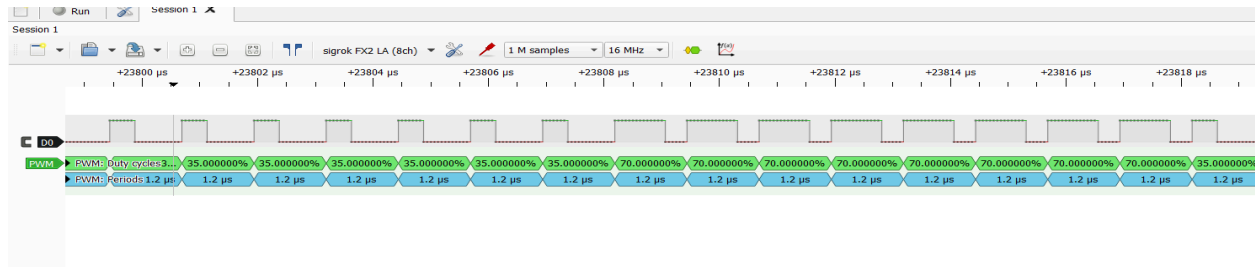 Run Session 1
Session 1
sigrok FX2 LA (8ch) 1 M samples 16 MHz
+23800 µs +23802 µs +23804 µs +23806 µs +23808 µs +23810 µs +23812 µs +23814 µs +23816 µs +23818 µs
C D0
PWM PWM: Duty cycles 3... 35.000000% 35.000000% 35.000000% 35.000000% 35.000000% 35.000000% 70.000000% 70.000000% 70.000000% 70.000000% 70.000000% 70.000000% 70.000000% 70.000000% 35.000000%
PWM: Periods 1.2 µs 1.2 µs 1.2 µs 1.2 µs 1.2 µs 1.2 µs 1.2 µs 1.2 µs 1.2 µs 1.2 µs 1.2 µs 1.2 µs 1.2 µs 1.2 µs 1.2 µs 1.2 µs